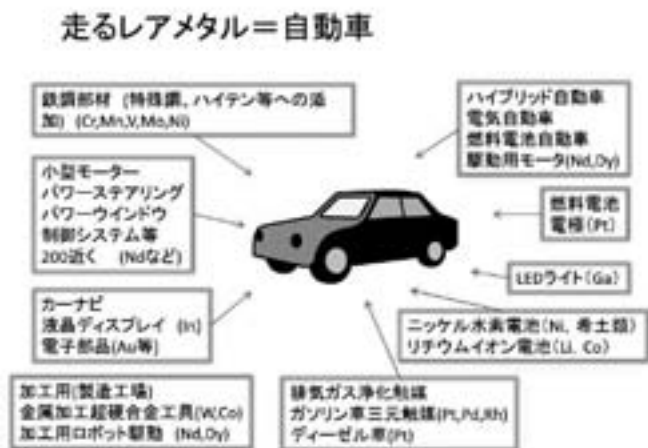 走るレアメタル＝自動車
鉄鋼部材 (特殊鋼、ハイテン等への添
加) (Cr,Mn,V,Mo,Ni)
小型モーター
パワーステアリング
パワーウインドウ
制御システム等
200近く (Ndなど)
カーナビ
液晶ディスプレイ (In)
電子部品(Au等)
加工用(製造工場)
金属加工超硬合金工具(W,Co)
加工用ロボット駆動 (Nd,Dy)
ハイブリッド自動車
電気自動車
燃料電池自動車
駆動用モータ(Nd,Dy)
燃料電池
電極(Pt)
LEDライト(Ga)
ニッケル水素電池(Ni、希土類)
リチウムイオン電池(Li、Co)
排気ガス浄化触媒
ガソリン車三元触媒(Pt,Pd,Rh)
ディーゼル車(Pt)